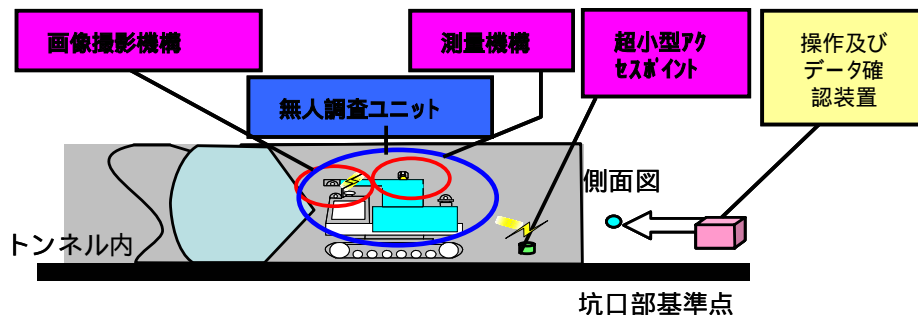 画像撮影機構
測量機構
超小型ｱｸ
ｾｽﾎﾟｲﾝﾄ
操作及び
データ確
認装置
無人調査ユニット
側面図
トンネル内
坑口部基準点